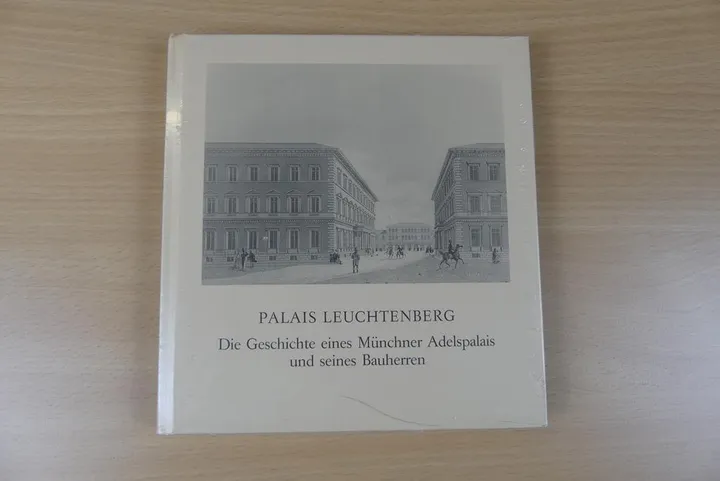 PALAIS LEUCHTENBERG
Die Geschichte eines Münchner Adelspalais
und seines Bauherren